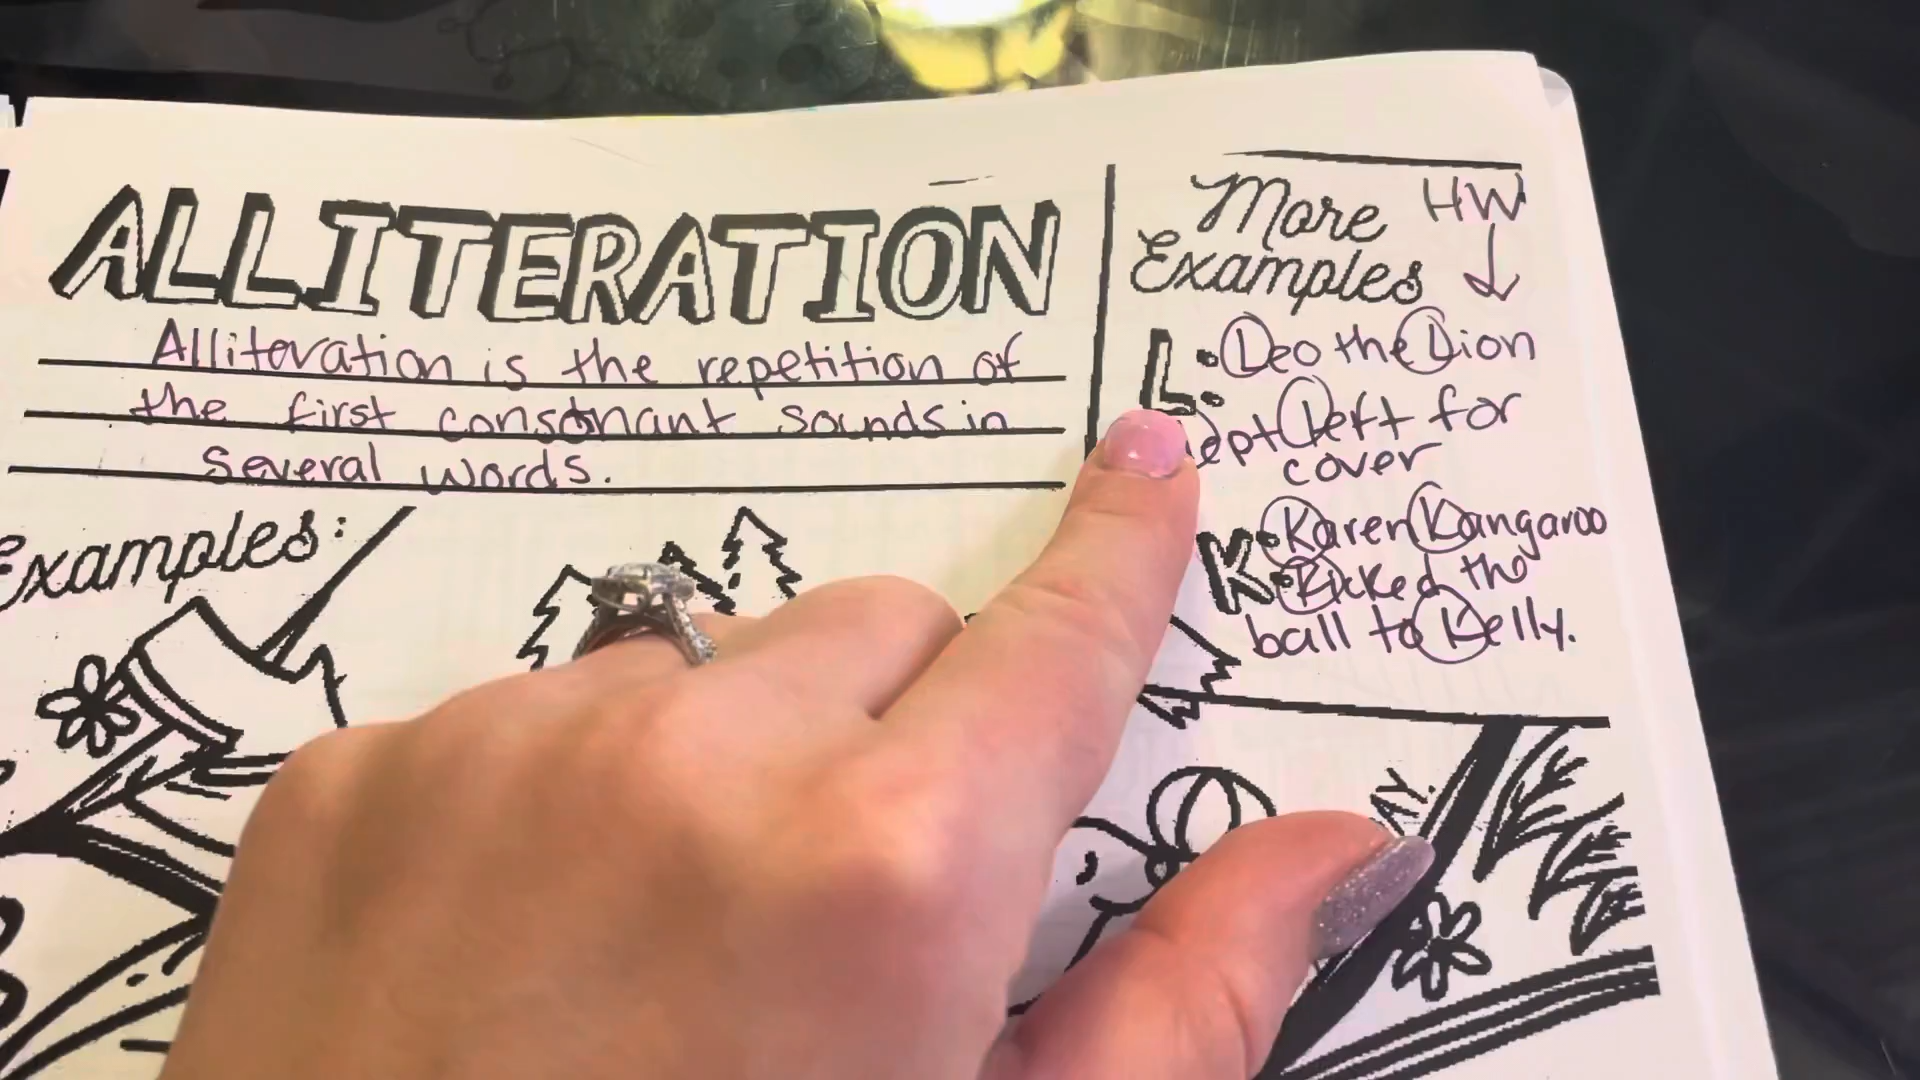 ALLITERATION
Alliteration is the repetition of
the first consonant sounds in
several words.
Examples:
More
Examples
HW
L • Leo the Lion
• left for
cover
K • Karen Kangaroo
• Kicked the
ball to Kelly.
AY.